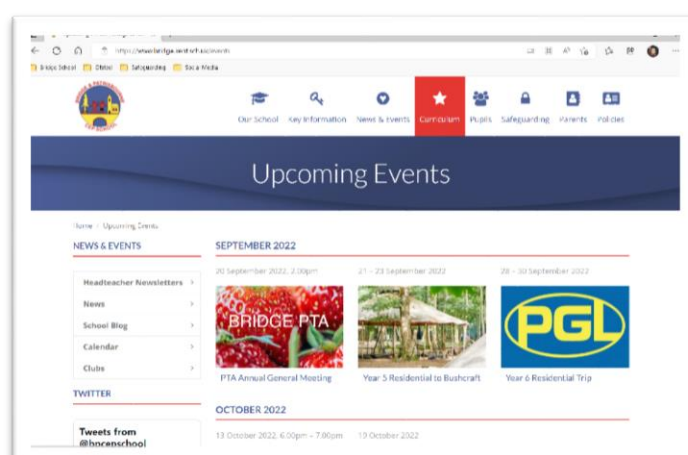 Bridge School Ofsted Safeguarding Social Media
Our School Key Information News & Events Curriculum Pupils Safeguarding Parents Policies
Upcoming Events
Home / Upcoming Events
NEWS & EVENTS
Headteacher Newsletters
News
School Blog
Calendar
Clubs
TWITTER
Tweets from
@bpcepschool
SEPTEMBER 2022
20 September 2022, 2.00pm
BRIDGE PTA
PTA Annual General Meeting
21 - 23 September 2022
Year 5 Residential to Bushcraft
28 - 30 September 2022
PGL
Year 6 Residential Trip
OCTOBER 2022
13 October 2022, 6.00pm - 7.00pm
19 October 2022